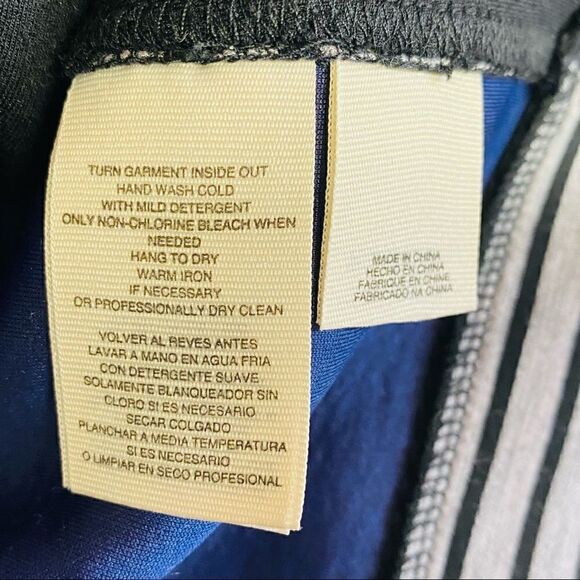 TURN GARMENT INSIDE OUT
HAND WASH COLD
WITH MILD DETERGENT
ONLY NON-CHLORINE BLEACH WHEN
NEEDED
HANG TO DRY
WARM IRON
IF NECESSARY
OR PROFESSIONALLY DRY CLEAN
VOLVER AL REVES ANTES
LAVAR A MANO EN AGUA FRIA
CON DETERGENTE SUAVE
SOLAMENTE BLANQUEADOR SIN
CLORO SI ES NECESARIO
SECAR COLGADO
PLANCHAR A MEDIA TEMPERATURA
SI ES NECESARIO
O LIMPIAR EN SECO PROFESIONAL
MADE IN CHINA
HECHO EN CHINA
FABRIQUE EN CHINE
FABRICADO NA CHINA